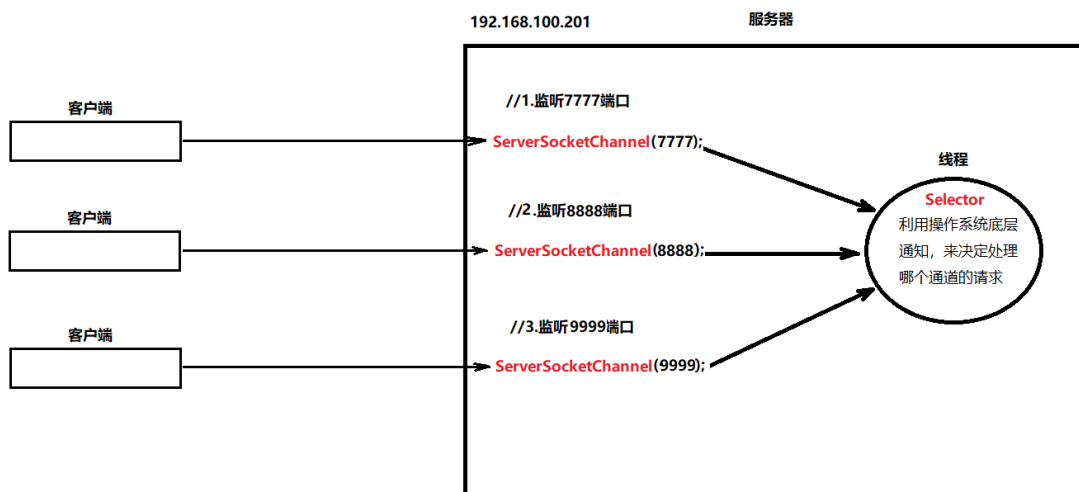 192.168.100.201
服务器
客户端
//1.监听7777端口
ServerSocketChannel(7777);
线程
Selector
利用操作系统底层
通知，来决定处理
哪个通道的请求
客户端
//2.监听8888端口
ServerSocketChannel(8888);
客户端
//3.监听9999端口
ServerSocketChannel(9999);